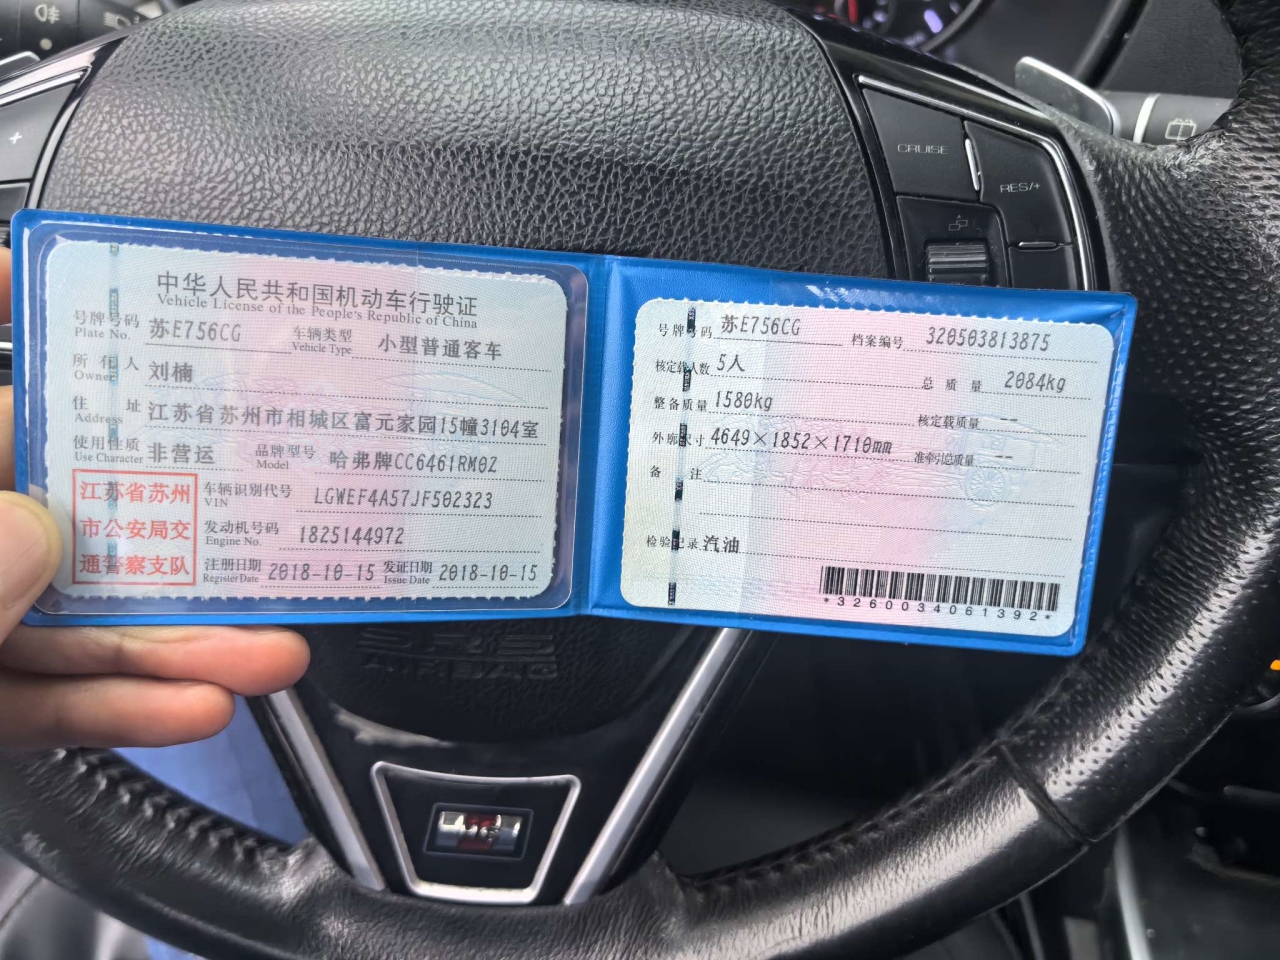 CRUISE
RES/+
中华人民共和国机动车行驶证
Vehicle License of the People's Republic of China
号牌号码 苏E756CG 车辆类型 小型普通客车
Plate No. Vehicle Type
所有人 刘楠
Owner
住址 江苏省苏州市相城区富元家园15幢3104室
Address
使用性质 非营运 品牌型号 哈弗牌CC6461RM0Z
Use Character Model
江苏省苏州
市公安局交
通警察支队
车辆识别代号 LGWEF4A57JF502323
VIN
发动机号码 1825144972
Engine No.
注册日期 2018-10-15 发证日期 2018-10-15
Register Date Issue Date
号牌号码 苏E756CG 档案编号 320503813875
核定载人数 5人 总质量 2084kg
整备质量 1580kg 核定载质量 --
外廓尺寸 4649×1852×1710mm 准牵引总质量 --
备注
检验记录 汽油
*3260034061392*
AIRBAG